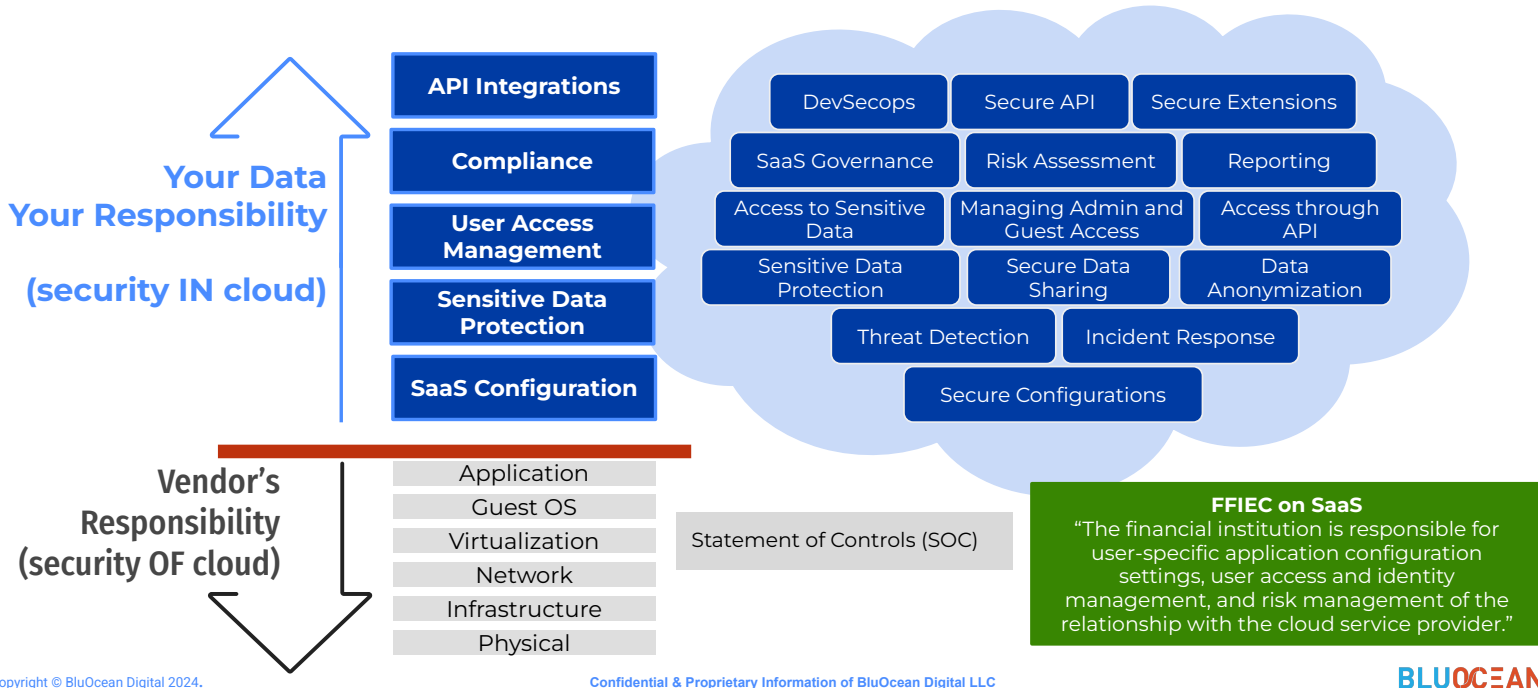 Your Data
Your Responsibility
(security IN cloud)
API Integrations
Compliance
User Access
Management
Sensitive Data
Protection
SaaS Configuration
DevSecops
Secure API
Secure Extensions
SaaS Governance
Risk Assessment
Reporting
Access to Sensitive
Data
Managing Admin and
Guest Access
Access through
API
Sensitive Data
Protection
Secure Data
Sharing
Data
Anonymization
Threat Detection
Incident Response
Secure Configurations
Vendor’s
Responsibility
(security OF cloud)
Application
Guest OS
Virtualization
Network
Infrastructure
Physical
Statement of Controls (SOC)
FFIEC on SaaS
“The financial institution is responsible for
user-specific application configuration
settings, user access and identity
management, and risk management of the
relationship with the cloud service provider.”
opyright © BluOcean Digital 2024.
Confidential & Proprietary Information of BluOcean Digital LLC
BLUOCEAN